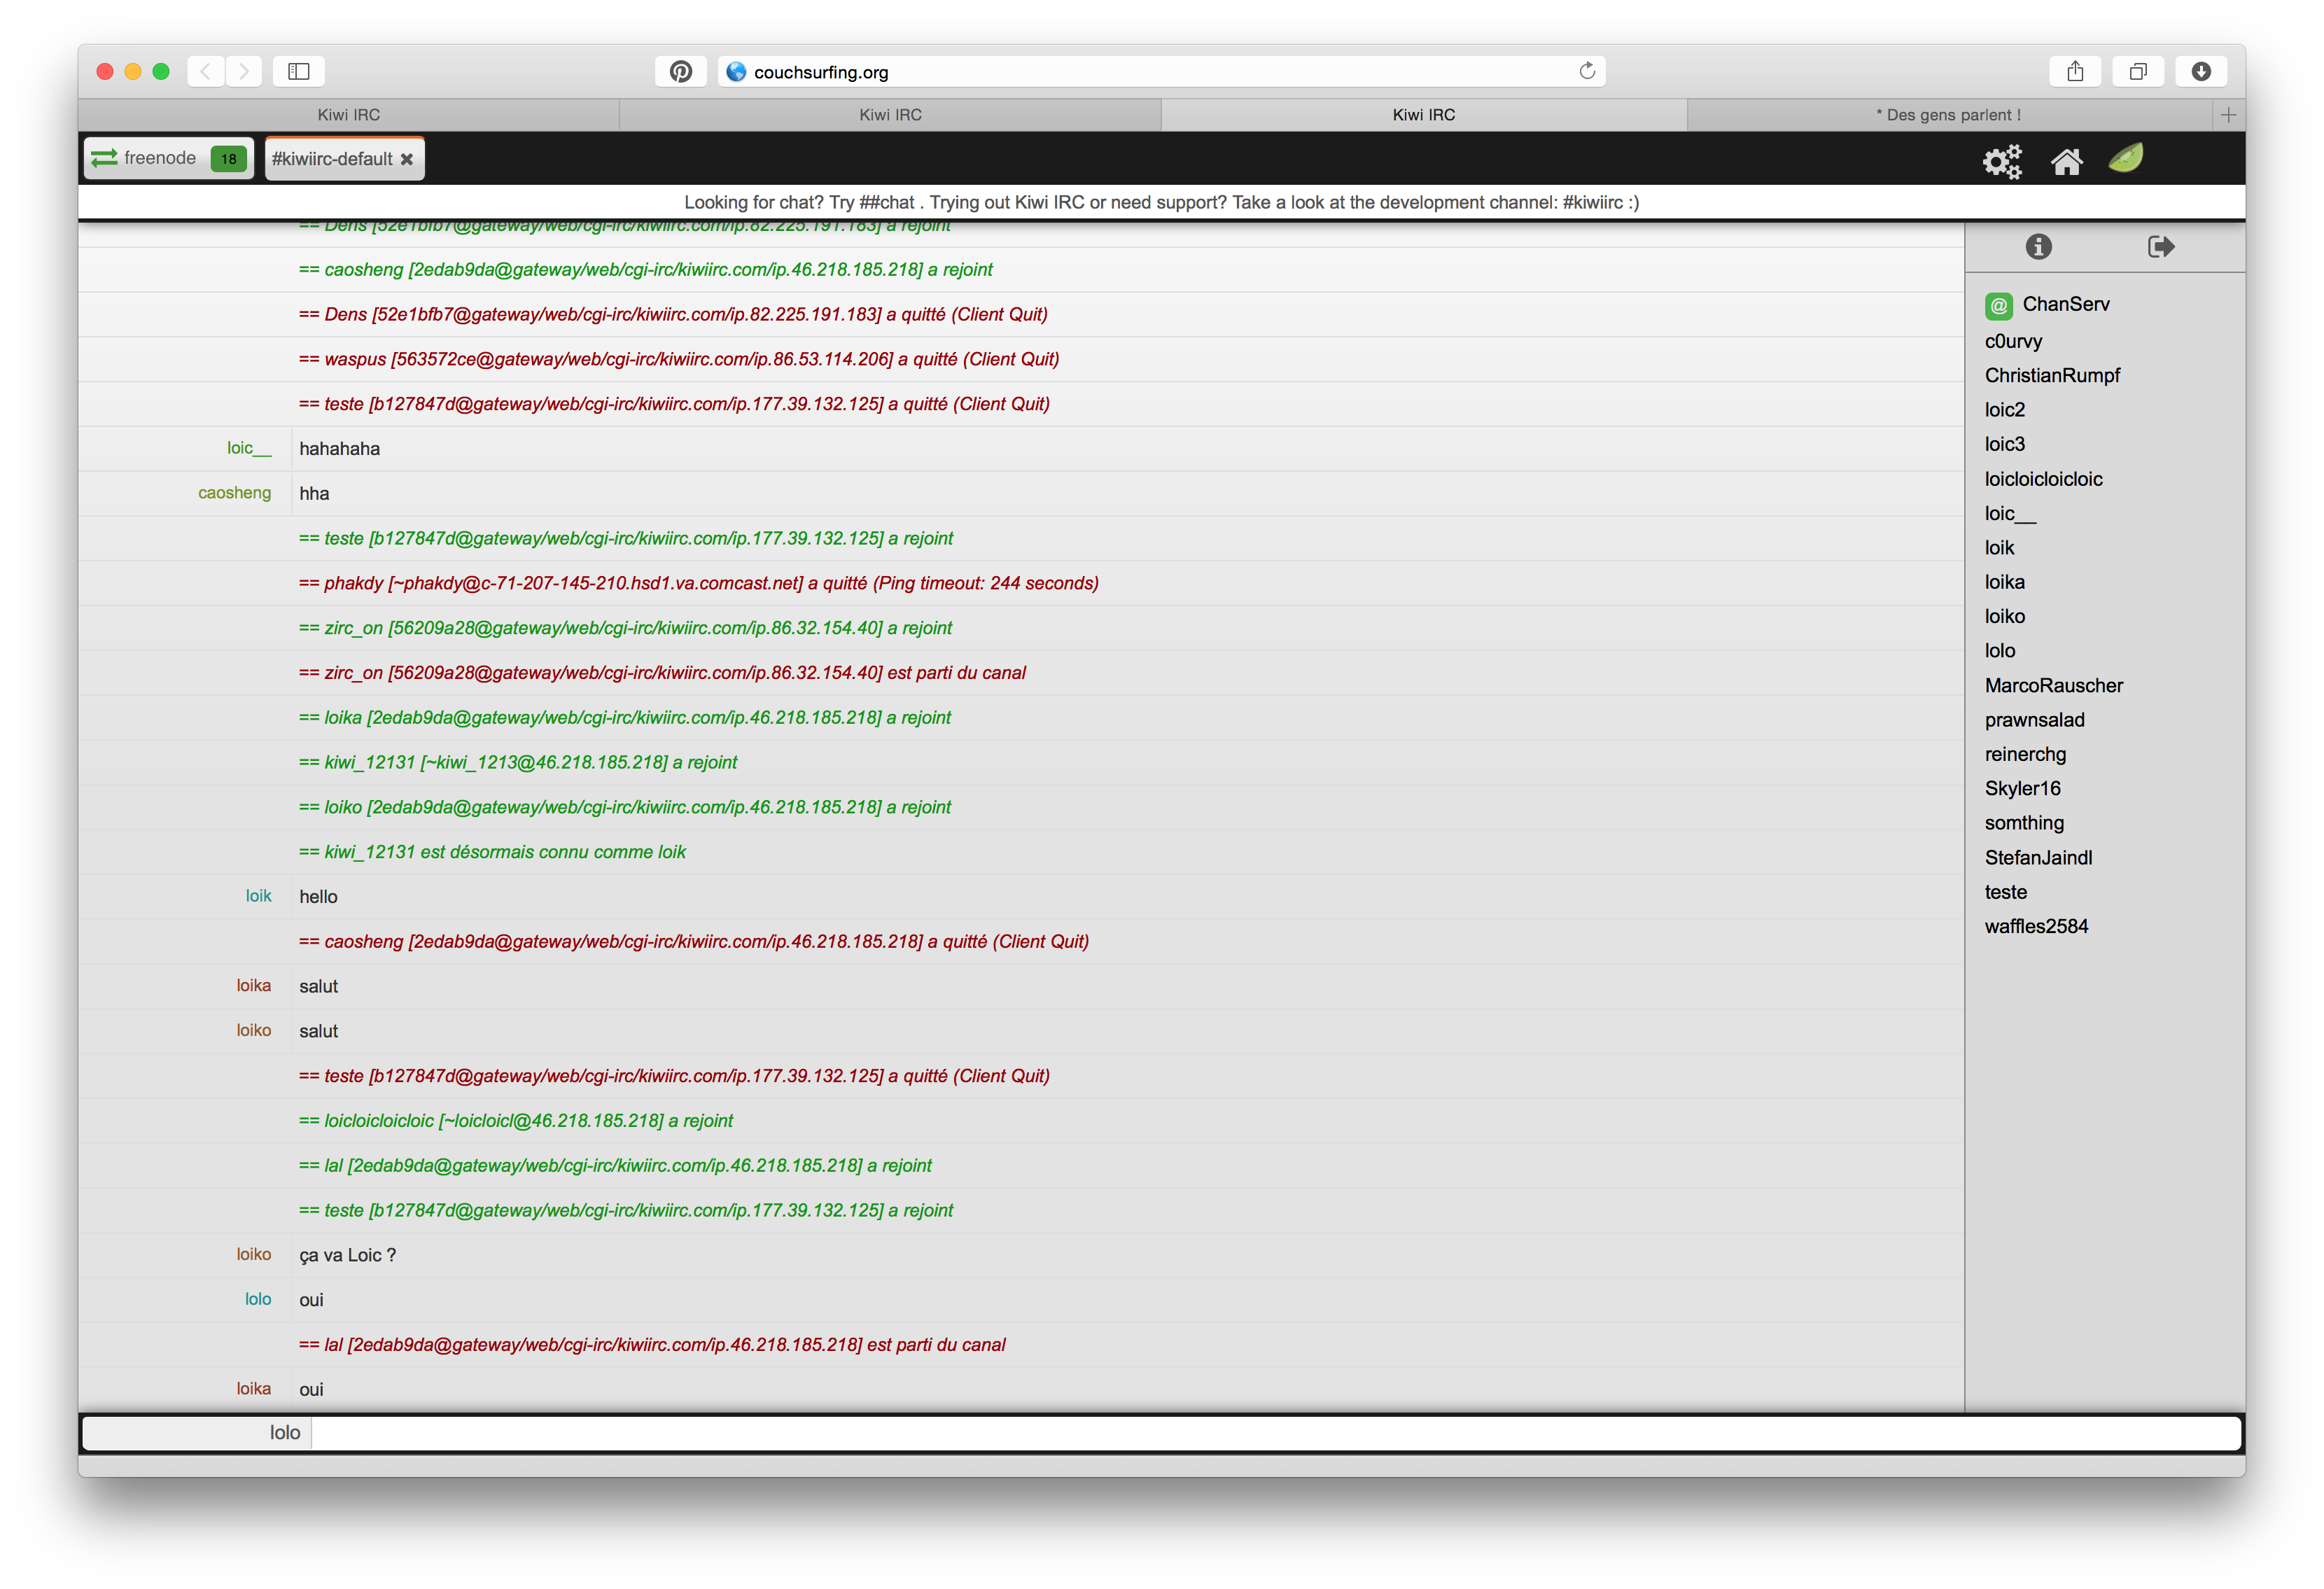 couchsurfing.org
Kiwi IRC
Kiwi IRC
Kiwi IRC
* Des gens parlent !
freenode 18
#kiwiirc-default
Looking for chat? Try ##chat . Trying out Kiwi IRC or need support? Take a look at the development channel: #kiwiirc :)
== Dens [52e1bfb7@gateway/web/cgi-irc/kiwiirc.com/ip.82.225.191.183] a rejoint
== caosheng [2edab9da@gateway/web/cgi-irc/kiwiirc.com/ip.46.218.185.218] a rejoint
== Dens [52e1bfb7@gateway/web/cgi-irc/kiwiirc.com/ip.82.225.191.183] a quitté (Client Quit)
== waspus [563572ce@gateway/web/cgi-irc/kiwiirc.com/ip.86.53.114.206] a quitté (Client Quit)
== teste [b127847d@gateway/web/cgi-irc/kiwiirc.com/ip.177.39.132.125] a quitté (Client Quit)
loic__ hahahaha
caosheng hha
== teste [b127847d@gateway/web/cgi-irc/kiwiirc.com/ip.177.39.132.125] a rejoint
== phakdy [~phakdy@c-71-207-145-210.hsd1.va.comcast.net] a quitté (Ping timeout: 244 seconds)
== zirc_on [56209a28@gateway/web/cgi-irc/kiwiirc.com/ip.86.32.154.40] a rejoint
== zirc_on [56209a28@gateway/web/cgi-irc/kiwiirc.com/ip.86.32.154.40] est parti du canal
== loika [2edab9da@gateway/web/cgi-irc/kiwiirc.com/ip.46.218.185.218] a rejoint
== kiwi_12131 [~kiwi_1213@46.218.185.218] a rejoint
== loiko [2edab9da@gateway/web/cgi-irc/kiwiirc.com/ip.46.218.185.218] a rejoint
== kiwi_12131 est désormais connu comme loik
loik hello
== caosheng [2edab9da@gateway/web/cgi-irc/kiwiirc.com/ip.46.218.185.218] a quitté (Client Quit)
loika salut
loiko salut
== teste [b127847d@gateway/web/cgi-irc/kiwiirc.com/ip.177.39.132.125] a quitté (Client Quit)
== loicloicloicloic [~loicloicl@46.218.185.218] a rejoint
== lal [2edab9da@gateway/web/cgi-irc/kiwiirc.com/ip.46.218.185.218] a rejoint
== teste [b127847d@gateway/web/cgi-irc/kiwiirc.com/ip.177.39.132.125] a rejoint
loiko ça va Loic ?
lolo oui
== lal [2edab9da@gateway/web/cgi-irc/kiwiirc.com/ip.46.218.185.218] est parti du canal
loika oui
lolo
@ ChanServ
c0urvy
ChristianRumpf
loic2
loic3
loicloicloicloic
loic__
loik
loika
loiko
lolo
MarcoRauscher
prawnsalad
reinerchg
Skyler16
somthing
StefanJaindl
teste
waffles2584